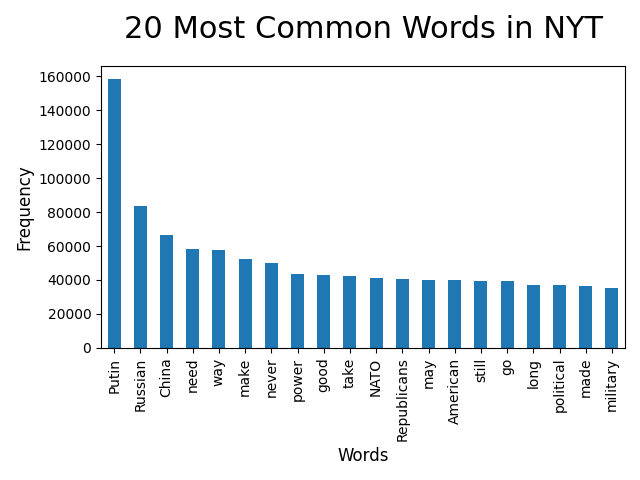 20 Most Common Words in NYT
Frequency
160000
140000
120000
100000
80000
60000
40000
20000
0
Putin
Russian
China
need
way
make
never
power
good
take
NATO
Republicans
may
American
still
go
long
political
made
military
Words